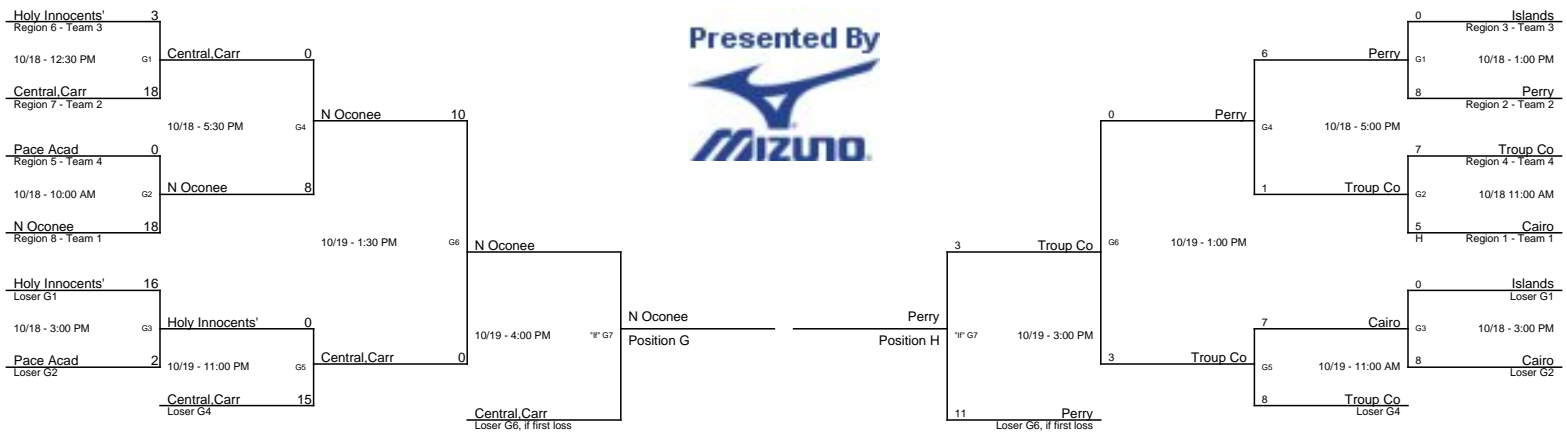 Holy Innocents' 3
Region 6 - Team 3
10/18 - 12:30 PM G1
Central,Carr 0
Central,Carr 18
Region 7 - Team 2
10/18 - 5:30 PM G4
N Oconee 10
Pace Acad 0
Region 5 - Team 4
10/18 - 10:00 AM G2
N Oconee 8
N Oconee 18
Region 8 - Team 1
10/19 - 1:30 PM G6
N Oconee
Holy Innocents' 16
Loser G1
10/18 - 3:00 PM G3
Holy Innocents' 0
Pace Acad 2
Loser G2
10/19 - 11:00 PM G5
Central,Carr 0
Central,Carr 15
Loser G4
10/19 - 4:00 PM "If" G7
N Oconee
Position G
Central,Carr
Loser G6, if first loss
Presented By
MIZUNO
0 Islands
Region 3 - Team 3
6 Perry
G1 10/18 - 1:00 PM
8 Perry
Region 2 - Team 2
0 Perry
G4 10/18 - 5:00 PM
7 Troup Co
Region 4 - Team 4
1 Troup Co
G2 10/18 11:00 AM
5 Cairo
H Region 1 - Team 1
3 Troup Co
G6 10/19 - 1:00 PM
0 Islands
Loser G1
7 Cairo
G3 10/18 - 3:00 PM
8 Cairo
Loser G2
3 Troup Co
G5 10/19 - 11:00 AM
8 Troup Co
Loser G4
Perry
Position H
"If" G7 10/19 - 3:00 PM
11 Perry
Loser G6, if first loss